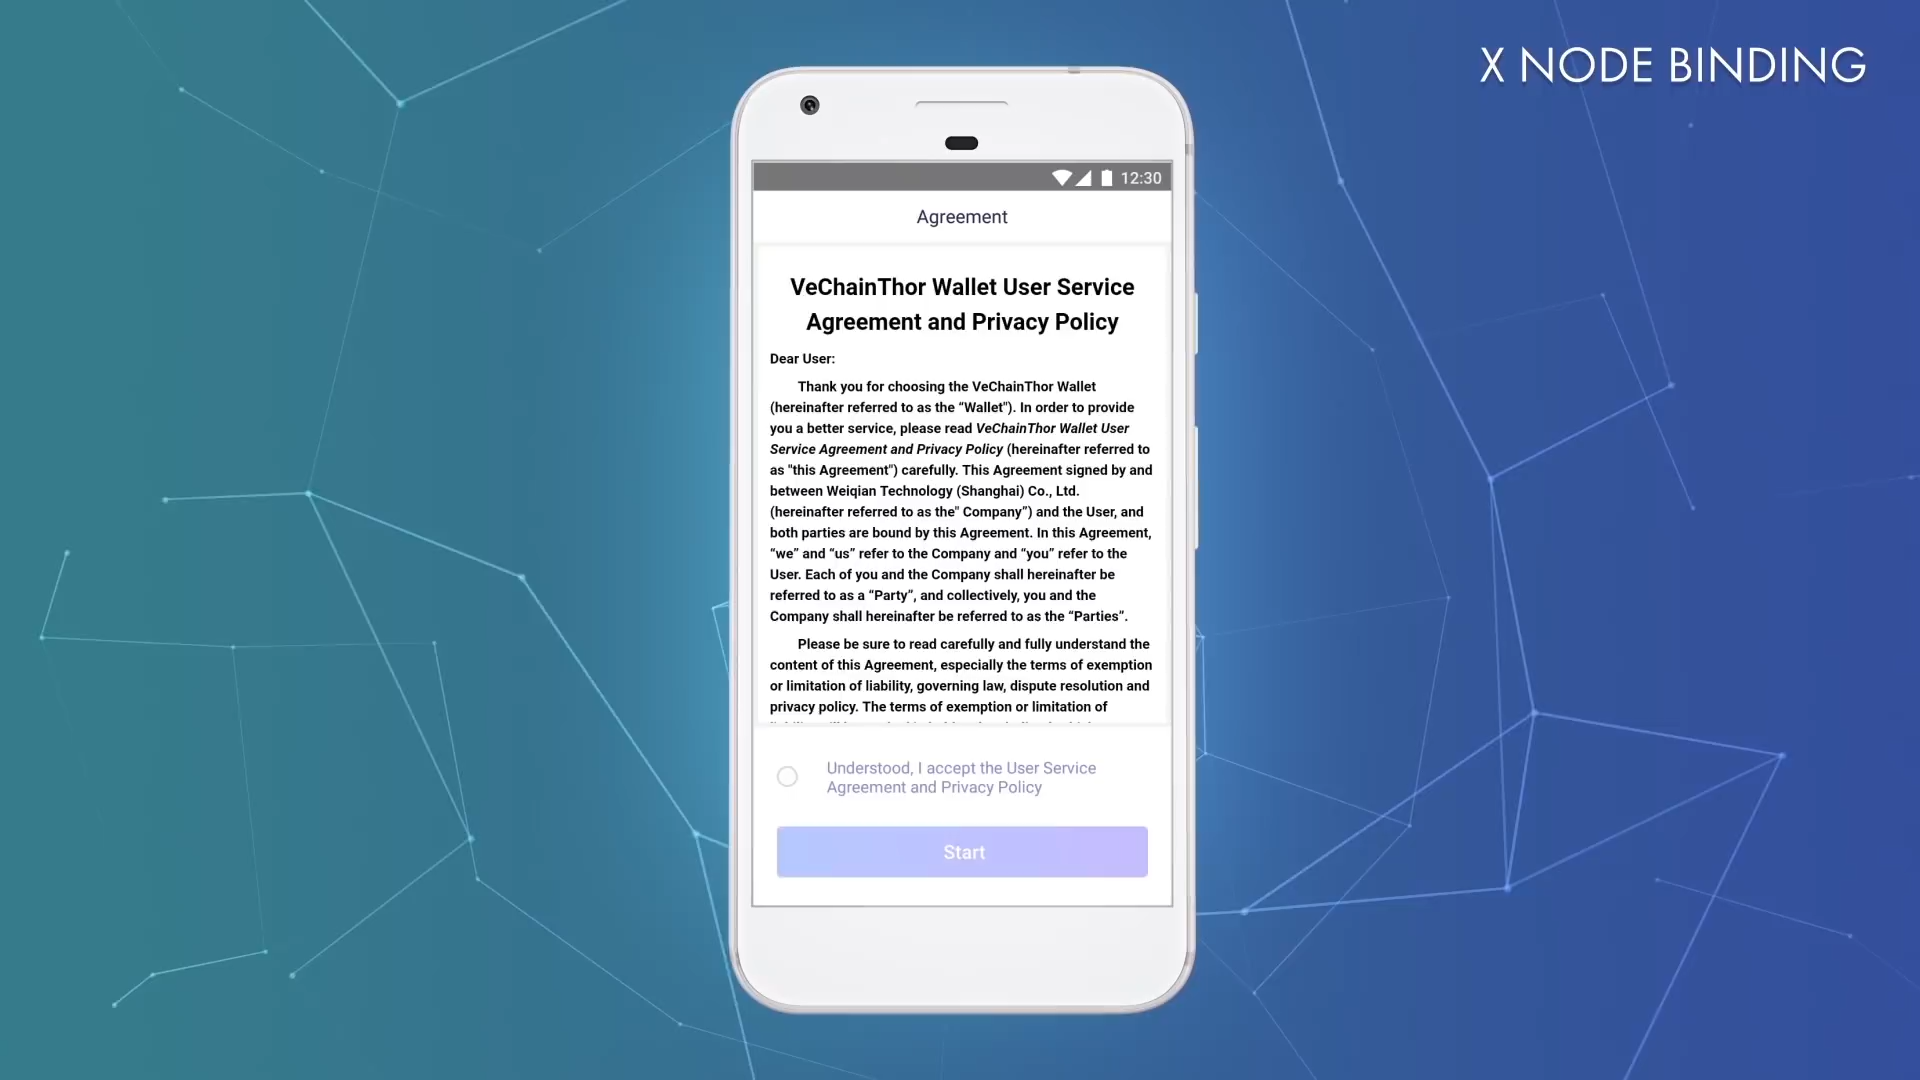 X NODE BINDING
12:30
Agreement
VeChainThor Wallet User Service
Agreement and Privacy Policy
Dear User:
Thank you for choosing the VeChainThor Wallet
(hereinafter referred to as the “Wallet"). In order to provide
you a better service, please read VeChainThor Wallet User
Service Agreement and Privacy Policy (hereinafter referred to
as "this Agreement") carefully. This Agreement signed by and
between Weiqian Technology (Shanghai) Co., Ltd.
(hereinafter referred to as the" Company”) and the User, and
both parties are bound by this Agreement. In this Agreement,
“we” and “us” refer to the Company and “you” refer to the
User. Each of you and the Company shall hereinafter be
referred to as a “Party”, and collectively, you and the
Company shall hereinafter be referred to as the “Parties”.
Please be sure to read carefully and fully understand the
content of this Agreement, especially the terms of exemption
or limitation of liability, governing law, dispute resolution and
privacy policy. The terms of exemption or limitation of
Understood, I accept the User Service
Agreement and Privacy Policy
Start